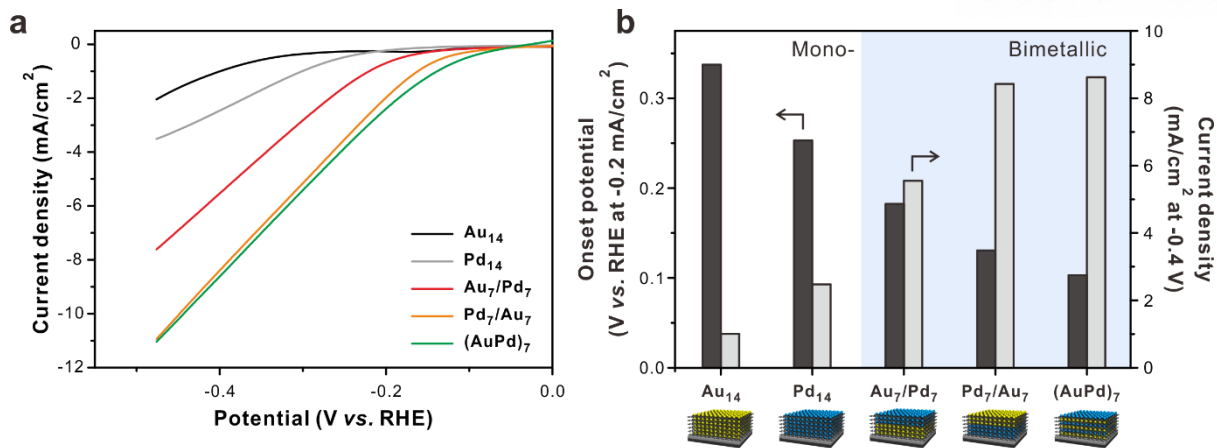 a
Current density (mA/cm²)
0
-2
-4
-6
-8
-10
-12
-0.4
-0.2
0.0
Potential (V vs. RHE)
Au₁₄
Pd₁₄
Au₇/Pd₇
Pd₇/Au₇
(AuPd)₇
b
Onset potential
(V vs. RHE at -0.2 mA/cm²)
0.3
0.2
0.1
0.0
Mono-
Bimetallic
10
8
6
4
2
0
Current density
(mA/cm² at -0.4 V)
Au₁₄
Pd₁₄
Au₇/Pd₇
Pd₇/Au₇
(AuPd)₇